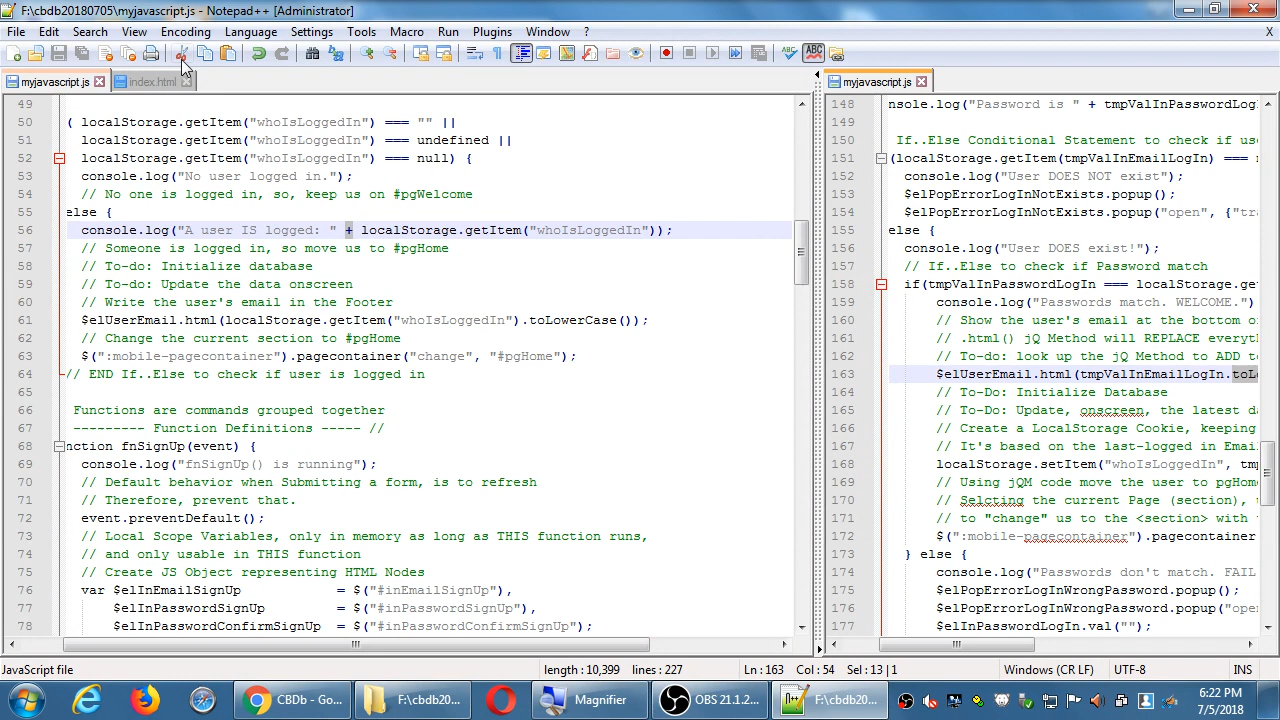 F:\cbdb20180705\myjavascript.js - Notepad++ [Administrator]
File Edit Search View Encoding Language Settings Tools Macro Run Plugins Window ? X
myjavascript.js index.html
49
50 ( localStorage.getItem("whoIsLoggedIn") === "" ||
51 localStorage.getItem("whoIsLoggedIn") === undefined ||
52 localStorage.getItem("whoIsLoggedIn") === null) {
53 console.log("No user logged in.");
54 // No one is logged in, so, keep us on #pgWelcome
55 else {
56 console.log("A user IS logged: " + localStorage.getItem("whoIsLoggedIn"));
57 // Someone is logged in, so move us to #pgHome
58 // To-do: Initialize database
59 // To-do: Update the data onscreen
60 // Write the user's email in the Footer
61 $elUserEmail.html(localStorage.getItem("whoIsLoggedIn").toLowerCase());
62 // Change the current section to #pgHome
63 $(":mobile-pagecontainer").pagecontainer("change", "#pgHome");
64 // END If..Else to check if user is logged in
65
66 Functions are commands grouped together
67 --------- Function Definitions ----- //
68 nction fnSignUp(event) {
69 console.log("fnSignUp() is running");
70 // Default behavior when Submitting a form, is to refresh
71 // Therefore, prevent that.
72 event.preventDefault();
73 // Local Scope Variables, only in memory as long as THIS function runs,
74 // and only usable in THIS function
75 // Create JS Object representing HTML Nodes
76 var $elInEmailSignUp = $("#inEmailSignUp"),
77 $elInPasswordSignUp = $("#inPasswordSignUp"),
78 $elInPasswordConfirmSignUp = $("#inPasswordConfirmSignUp");
myjavascript.js
148 nsole.log("Password is " + tmpValInPasswordLog
149
150 If..Else Conditional Statement to check if use
151 (localStorage.getItem(tmpValInEmailLogIn) ===
152 console.log("User DOES NOT exist");
153 $elPopErrorLogInNotExists.popup();
154 $elPopErrorLogInNotExists.popup("open", {"tra
155 else {
156 console.log("User DOES exist!");
157 // If..Else to check if Password match
158 if(tmpValInPasswordLogIn === localStorage.get
159 console.log("Passwords match. WELCOME.")
160 // Show the user's email at the bottom o
161 // .html() jQ Method will REPLACE everyth
162 // To-do: look up the jQ Method to ADD to
163 $elUserEmail.html(tmpValInEmailLogIn.toLo
164 // To-Do: Initialize Database
165 // To-Do: Update, onscreen, the latest da
166 // Create a LocalStorage Cookie, keeping
167 // It's based on the last-logged in Email
168 localStorage.setItem("whoIsLoggedIn", tmp
169 // Using jQM code move the user to pgHome
170 // Selcting the current Page (section),
171 // to "change" us to the <section> with
172 $(":mobile-pagecontainer").pagecontainer
173 } else {
174 console.log("Passwords don't match. FAIL
175 $elPopErrorLogInWrongPassword.popup();
176 $elPopErrorLogInWrongPassword.popup("ope
177 $elInPasswordLogIn.val("");
JavaScript file length : 10,399 lines : 227 Ln : 163 Col : 54 Sel : 13 | 1 Windows (CR LF) UTF-8 INS
CBDb - Go... F:\cbdb20... Magnifier OBS 21.1.2... F:\cbdb20...
6:22 PM
7/5/2018